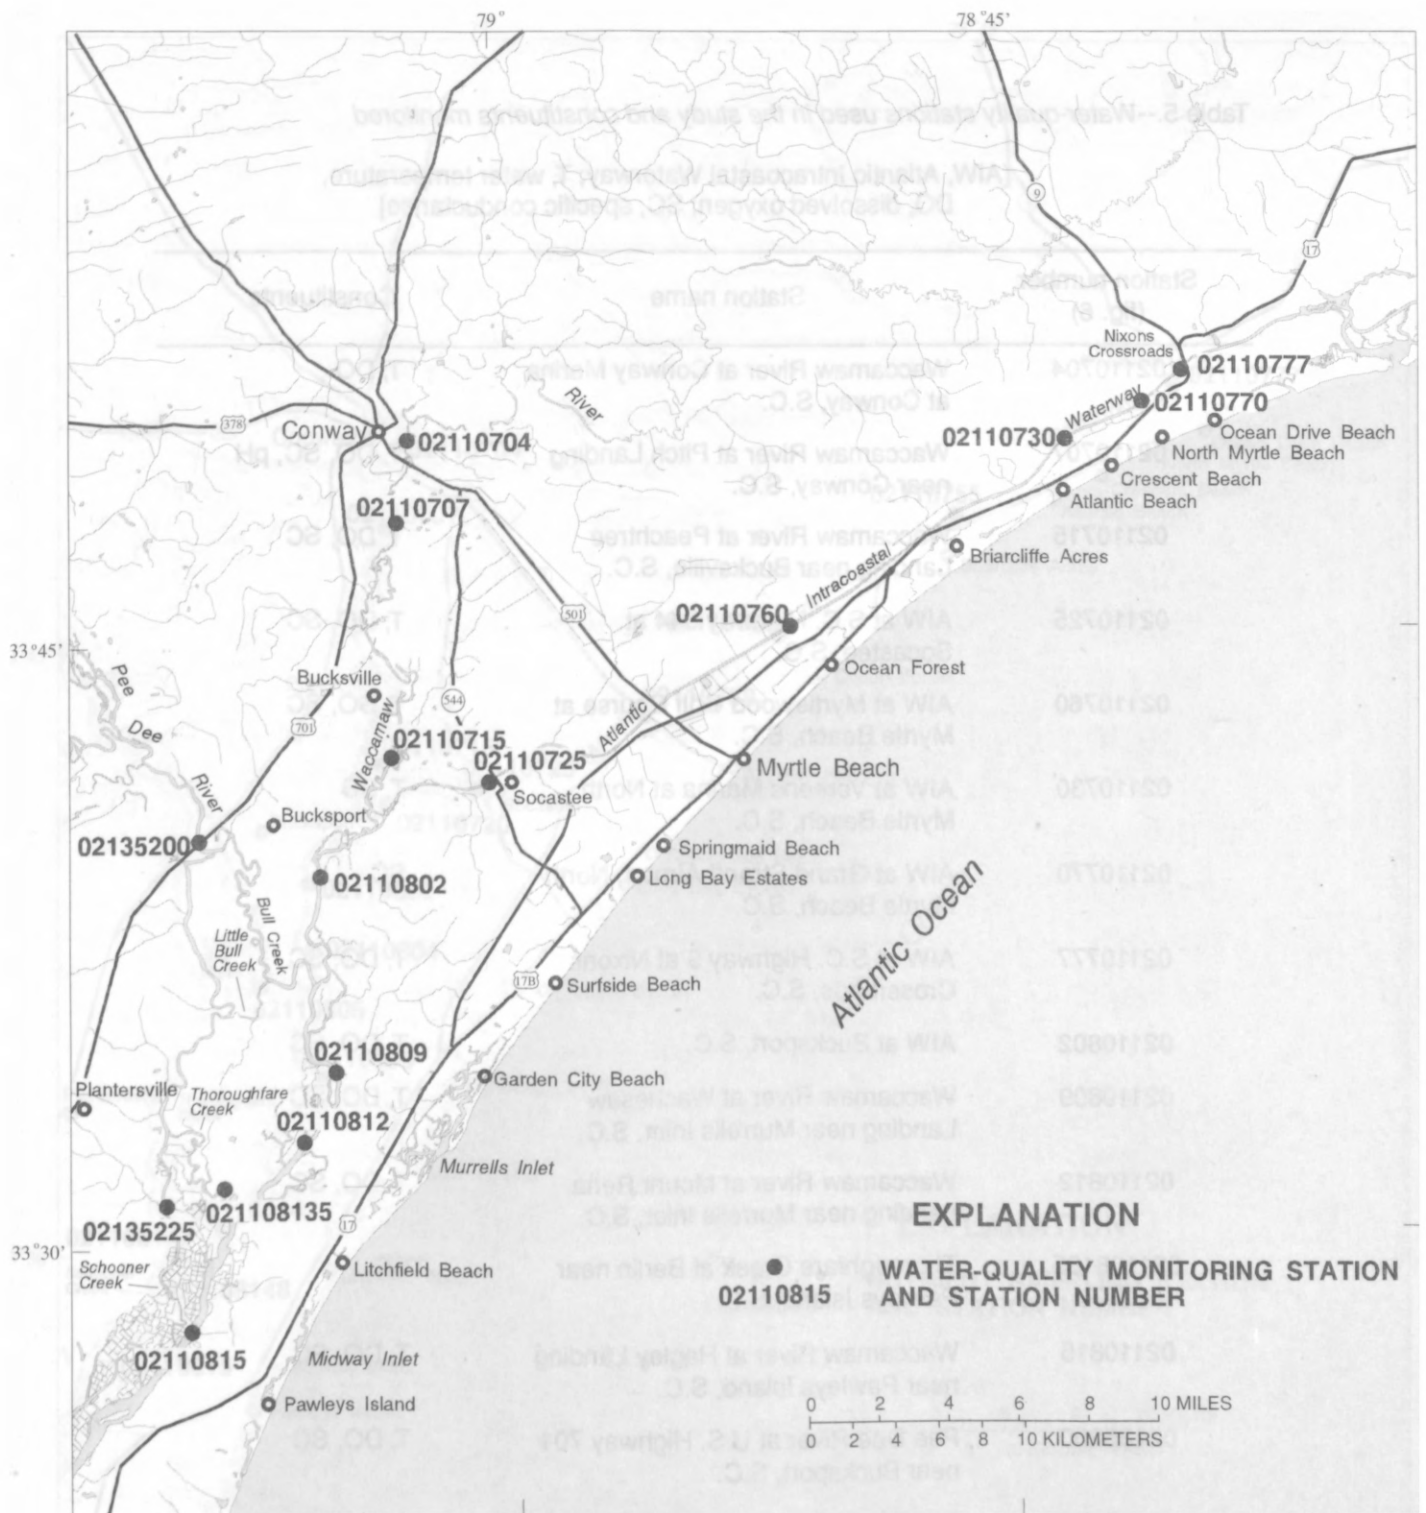 79°
78°45'
9
17
Nixons
Crossroads
02110777
Waterway
02110770
02110730
Ocean Drive Beach
North Myrtle Beach
Crescent Beach
Atlantic Beach
River
378
Conway
02110704
02110707
Briarcliffe Acres
Intracoastal
501
02110760
33°45'
Ocean Forest
Pee
Dee
River
Bucksville
544
701
Waccamaw
Atlantic
02110715
02110725
Socastee
Myrtle Beach
Bucksport
02135200
Springmaid Beach
02110802
Long Bay Estates
Bull Creek
Little
Bull
Creek
Atlantic Ocean
17B
Surfside Beach
02110809
Plantersville
Thoroughfare
Creek
Garden City Beach
02110812
Murrells Inlet
021108135
02135225
17
33°30'
Schooner
Creek
Litchfield Beach
02110815
Midway Inlet
Pawleys Island
EXPLANATION
02110815
WATER-QUALITY MONITORING STATION
AND STATION NUMBER
0 2 4 6 8 10 MILES
0 2 4 6 8 10 KILOMETERS